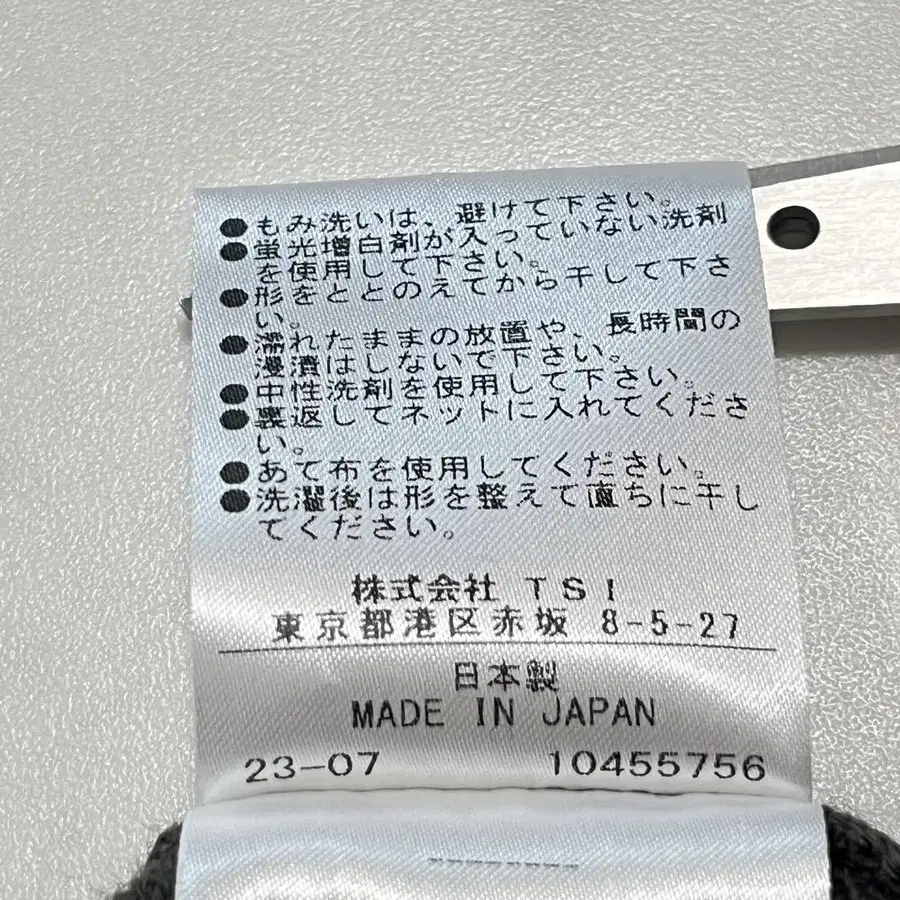 ●もみ洗いは、避けて下さい。
●蛍光増白剤が入っていない洗剤
を使用して下さい。
●形をととのえてから干して下さ
い。
●濡れたままの放置や、長時間の
浸漬はしないで下さい。
●中性洗剤を使用して下さい。
●裏返してネットに入れてくださ
い。
●あて布を使用してください。
●洗濯後は形を整えて直ちに干し
てください。
株式会社 TSI
東京都港区赤坂 8-5-27
日本製
MADE IN JAPAN
23-07 10455756